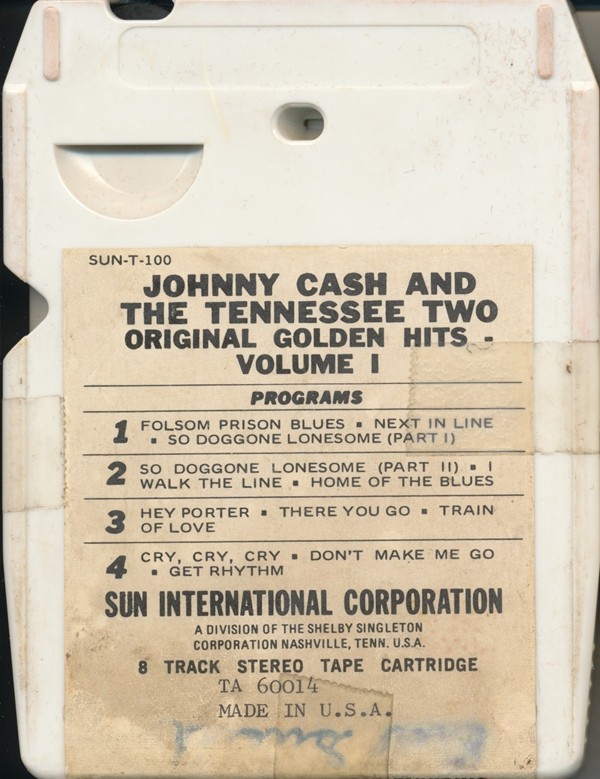 SUN-T-100
JOHNNY CASH AND
THE TENNESSEE TWO
ORIGINAL GOLDEN HITS -
VOLUME I
PROGRAMS
1 FOLSOM PRISON BLUES ▪ NEXT IN LINE
▪ SO DOGGONE LONESOME (PART I)
2 SO DOGGONE LONESOME (PART II) ▪ I
WALK THE LINE ▪ HOME OF THE BLUES
3 HEY PORTER ▪ THERE YOU GO ▪ TRAIN
OF LOVE
4 CRY, CRY, CRY ▪ DON'T MAKE ME GO
▪ GET RHYTHM
SUN INTERNATIONAL CORPORATION
A DIVISION OF THE SHELBY SINGLETON
CORPORATION NASHVILLE, TENN. U.S.A.
8 TRACK STEREO TAPE CARTRIDGE
TA 60014
MADE IN U.S.A.